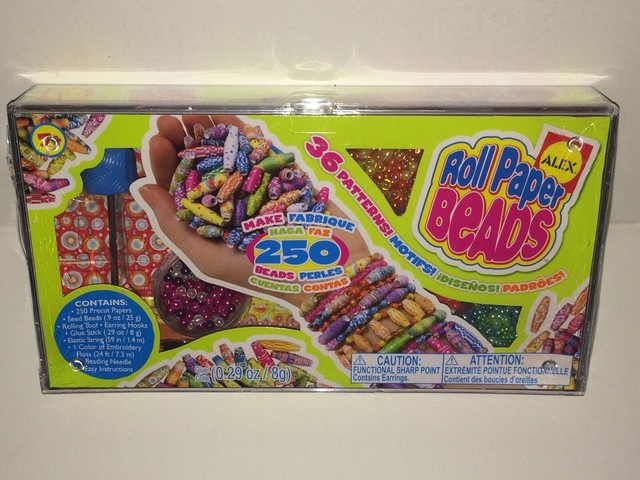 36 PATTERNS! MOTIFS! ¡DISEÑOS! PADRÕES!
ALEX
Roll Paper
BEADS
MAKE FABRIQUE
HAGA FAZ
250
BEADS PERLES
CUENTAS CONTAS
CONTAINS:
• 250 Precut Papers
• Seed Beads (.9 oz / 25 g)
• Rolling Tool • Earring Hooks
• Glue Stick (.29 oz / 8 g)
• Elastic String (59 in / 1.4 m)
• 1 Color of Embroidery
Floss (24 ft / 7.3 m)
Beading Needle
Easy Instructions
(0.29 oz / 8g)
CAUTION:
FUNCTIONAL SHARP POINT
Contains Earrings.
ATTENTION:
EXTRÉMITÉ POINTUE FONCTIONNELLE
Contient des boucles d'oreilles